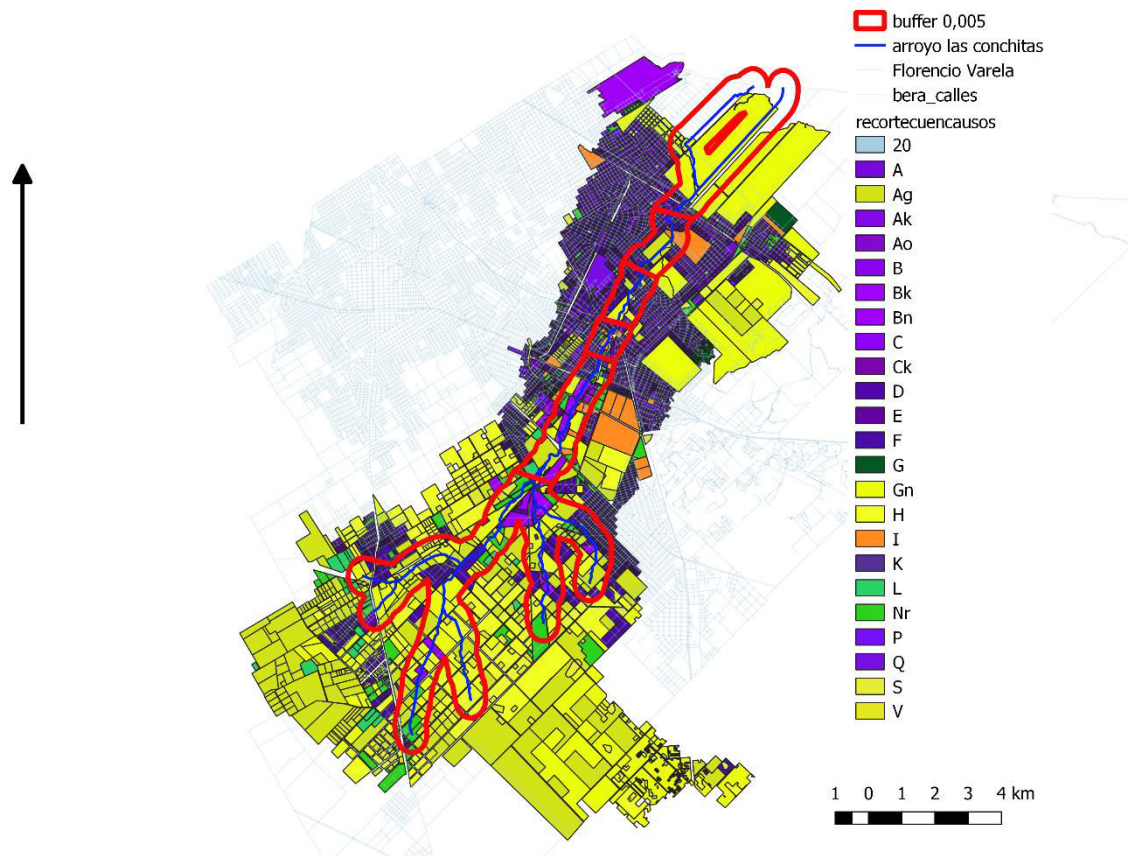 buffer 0,005
arroyo las conchitas
Florencio Varela
bera_calles
recortecuencausos
20
A
Ag
Ak
Ao
B
Bk
Bn
C
Ck
D
E
F
G
Gn
H
I
K
L
Nr
P
Q
S
V
1 0 1 2 3 4 km